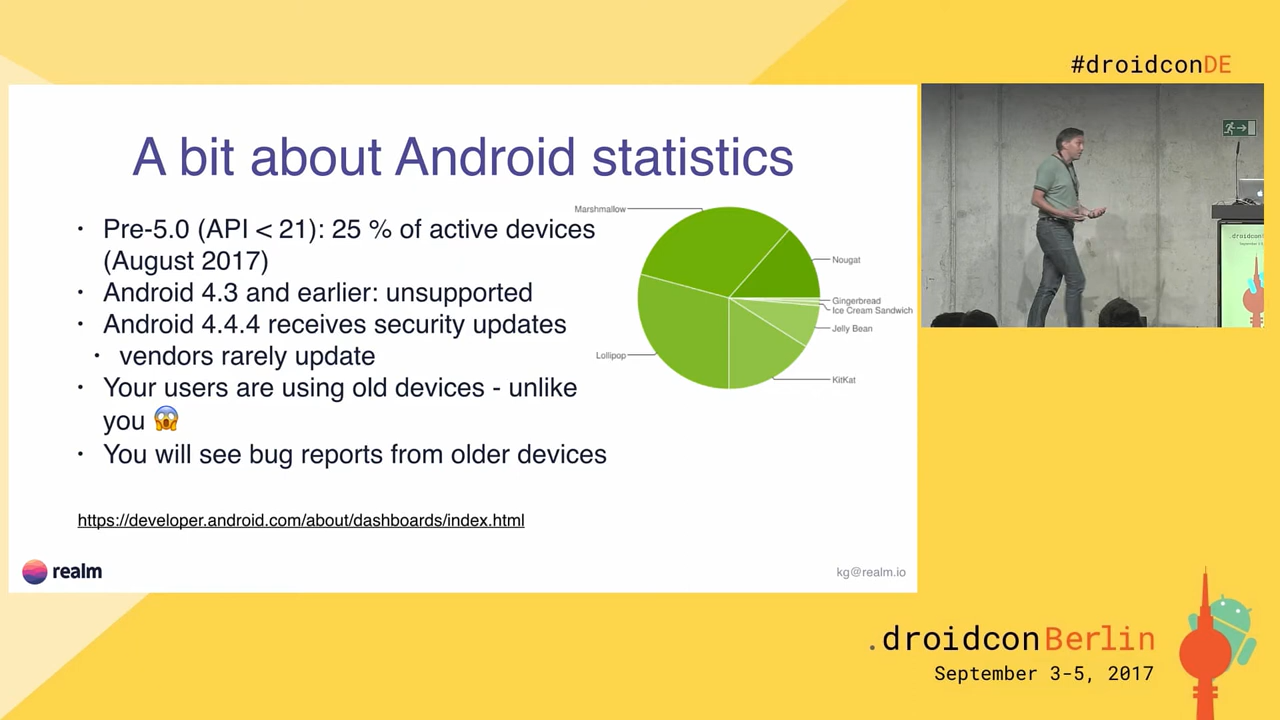 #droidconDE
A bit about Android statistics
• Pre-5.0 (API < 21): 25 % of active devices
(August 2017)
• Android 4.3 and earlier: unsupported
• Android 4.4.4 receives security updates
• vendors rarely update
• Your users are using old devices - unlike
you 😱
• You will see bug reports from older devices
https://developer.android.com/about/dashboards/index.html
Marshmallow
Nougat
Gingerbread
Ice Cream Sandwich
Jelly Bean
Lollipop
KitKat
realm
kg@realm.io
droidcon
.droidconBerlin
September 3-5, 2017